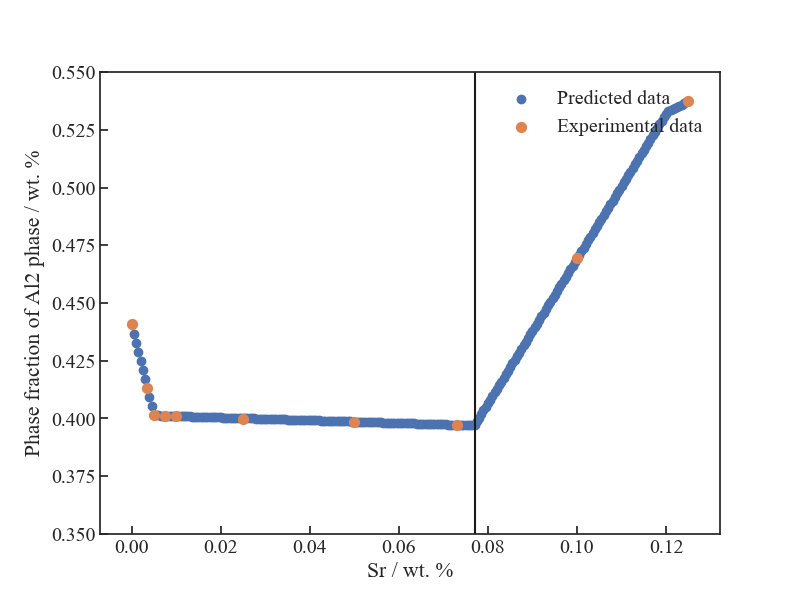 0.550
0.525
0.500
0.475
0.450
0.425
0.400
0.375
0.350
Phase fraction of Al2 phase / wt. %
Predicted data
Experimental data
0.00 0.02 0.04 0.06 0.08 0.10 0.12
Sr / wt. %